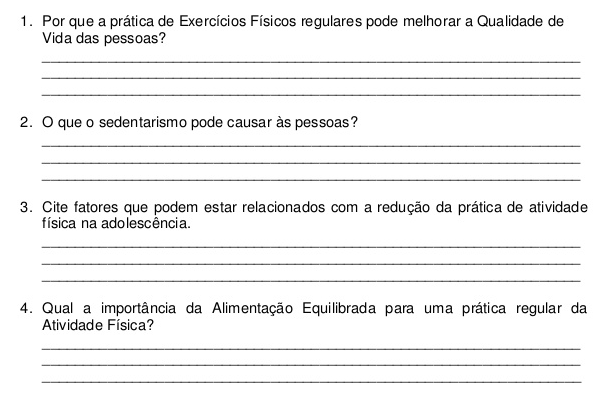 1. Por que a prática de Exercícios Físicos regulares pode melhorar a Qualidade de
Vida das pessoas?
2. O que o sedentarismo pode causar às pessoas?
3. Cite fatores que podem estar relacionados com a redução da prática de atividade
física na adolescência.
4. Qual a importância da Alimentação Equilibrada para uma prática regular da
Atividade Física?